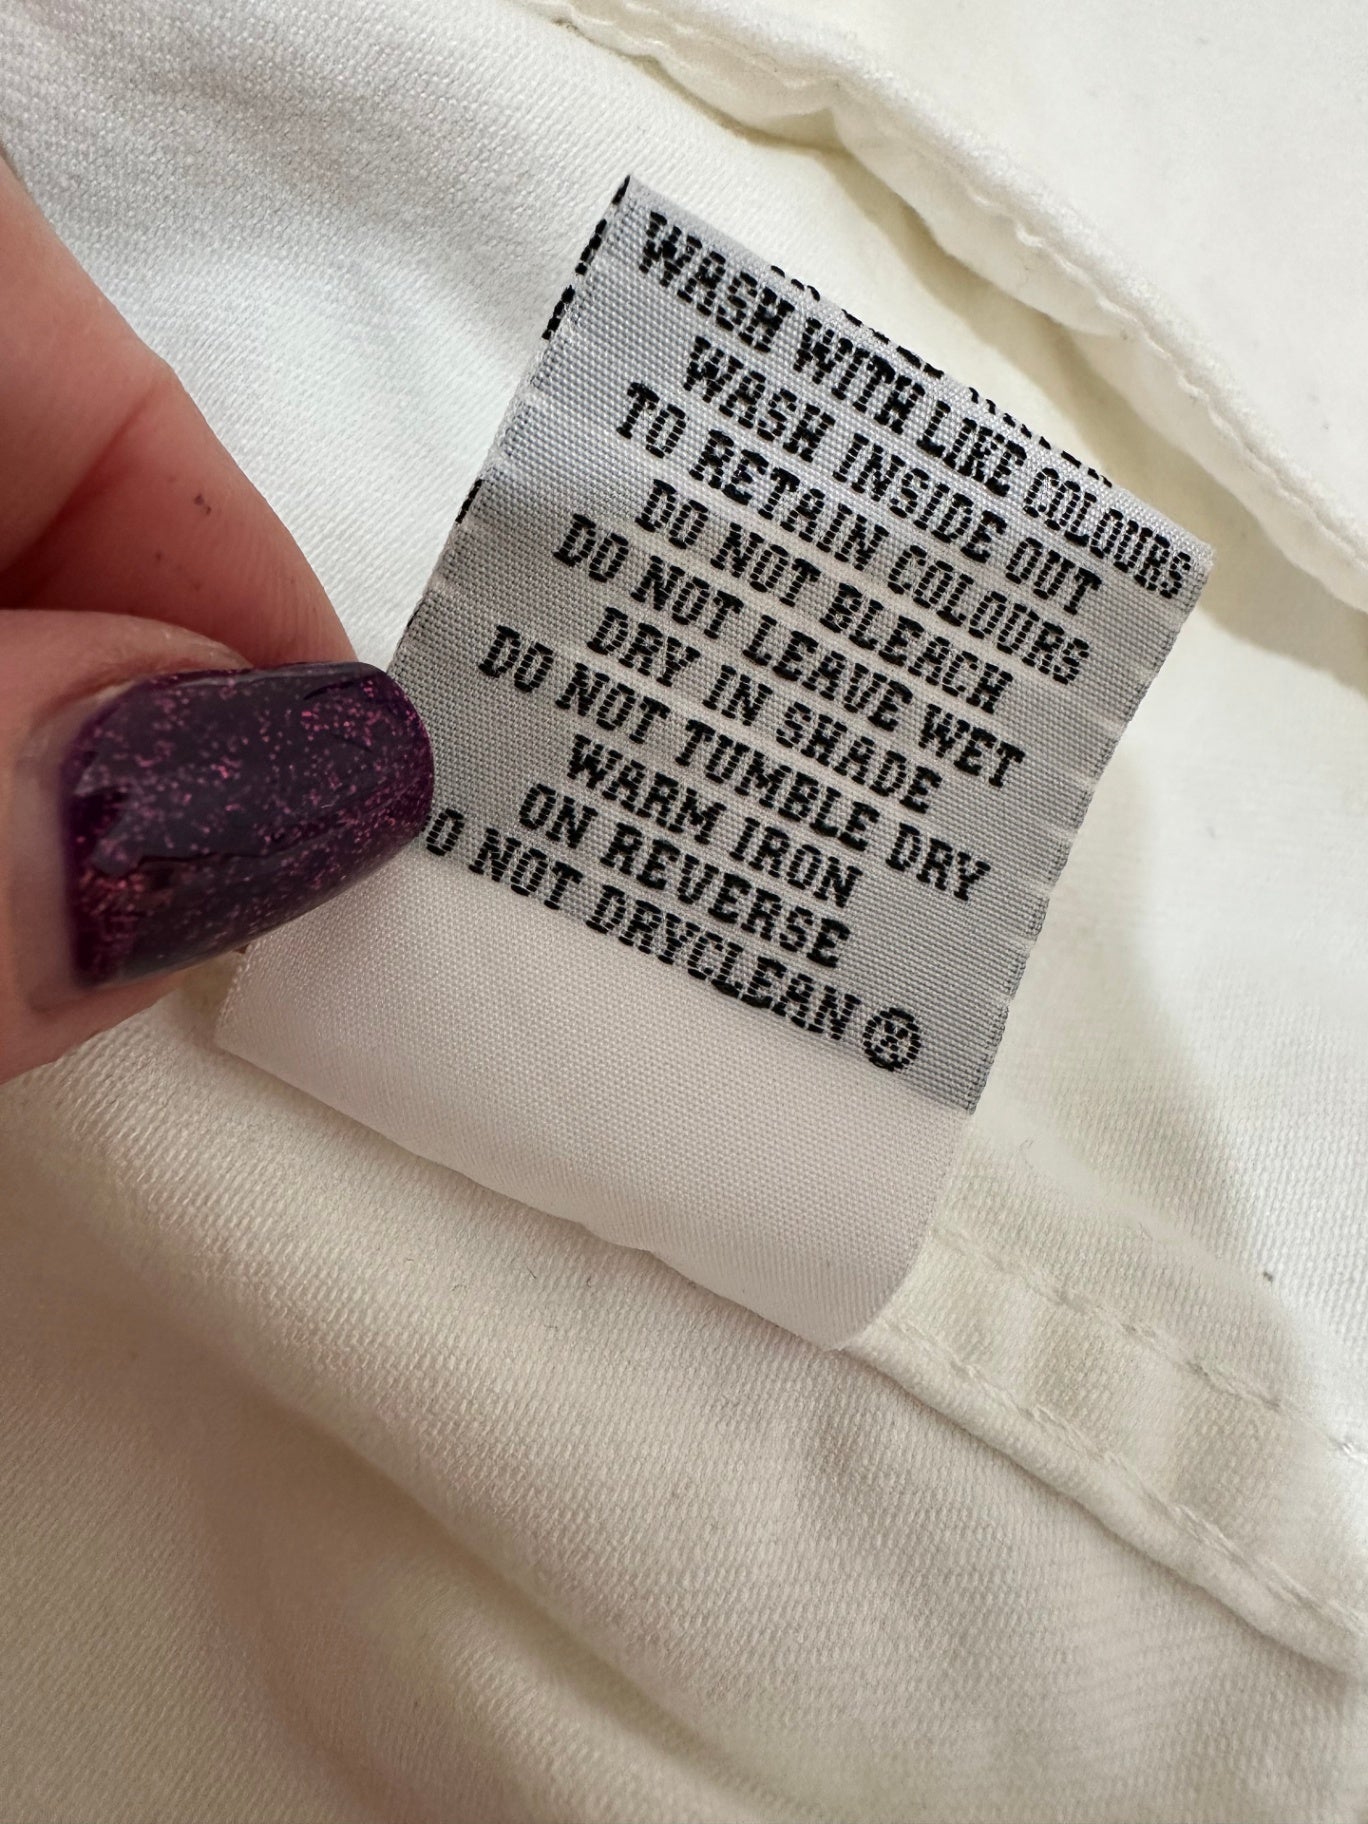 WASH WITH LIKE COLOURS
WASH INSIDE OUT
TO RETAIN COLOURS
DO NOT BLEACH
DO NOT LEAVE WET
DRY IN SHADE
DO NOT TUMBLE DRY
WARM IRON
ON REVERSE
DO NOT DRYCLEAN